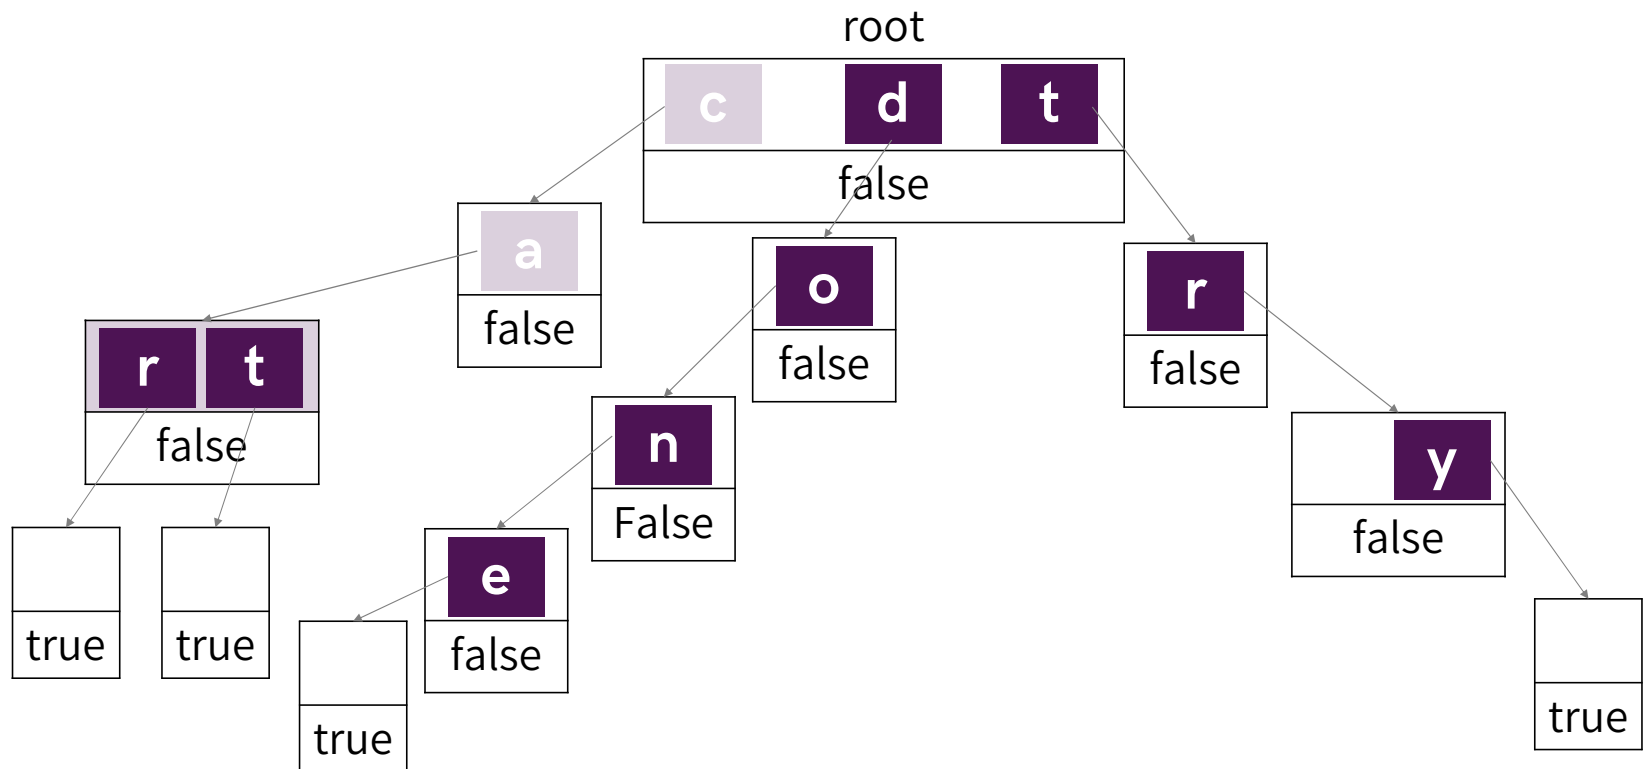 root
c d t
false
a
false
o
false
r
false
r t
false
n
False
y
false
e
false
true
true
true
true